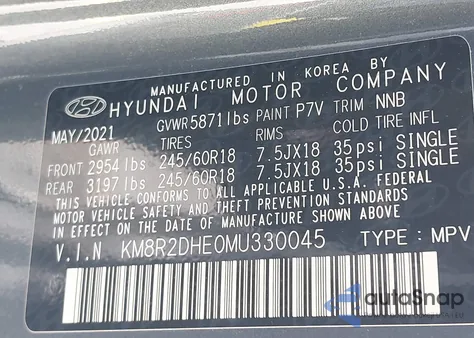 MANUFACTURED IN KOREA BY
HYUNDAI MOTOR COMPANY
MAY/2021 GVWR 5871 lbs PAINT P7V TRIM NNB
GAWR TIRES RIMS COLD TIRE INFL
FRONT 2954 lbs 245/60R18 7.5JX18 35psi SINGLE
REAR 3197 lbs 245/60R18 7.5JX18 35psi SINGLE
THIS VEHICLE CONFORMS TO ALL APPLICABLE U.S.A. FEDERAL
MOTOR VEHICLE SAFETY AND THEFT PREVENTION STANDARDS
IN EFFECT ON THE DATE OF MANUFACTURE SHOWN ABOVE
V.I.N KM8R2DHE0MU330045 TYPE : MPV
autoSnap